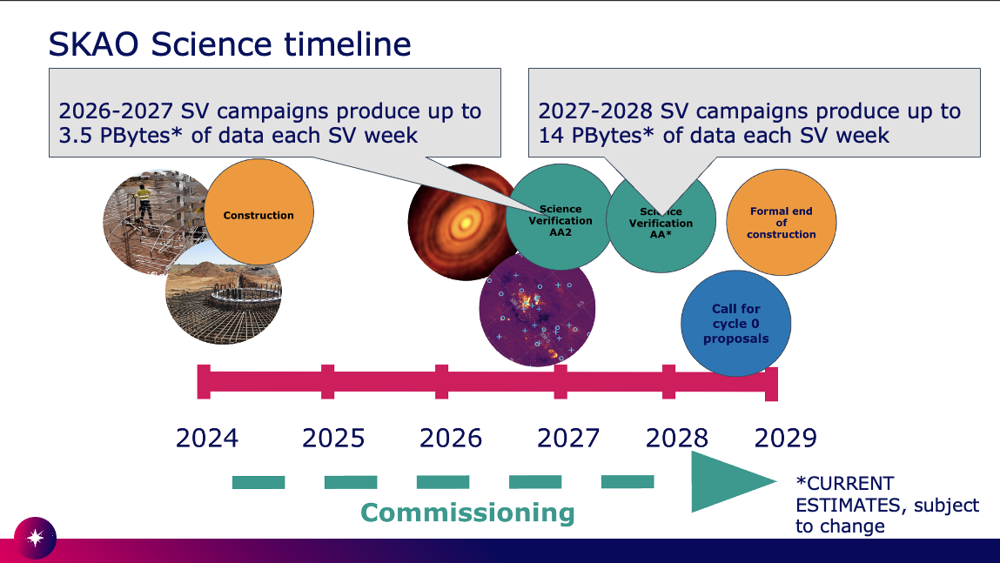 SKAO Science timeline
2026-2027 SV campaigns produce up to
3.5 PBytes* of data each SV week
2027-2028 SV campaigns produce up to
14 PBytes* of data each SV week
Construction
Science
Verification
AA2
Science
Verification
AA*
Formal end
of
construction
Call for
cycle 0
proposals
2024
2025
2026
2027
2028
2029
Commissioning
*CURRENT
ESTIMATES, subject
to change